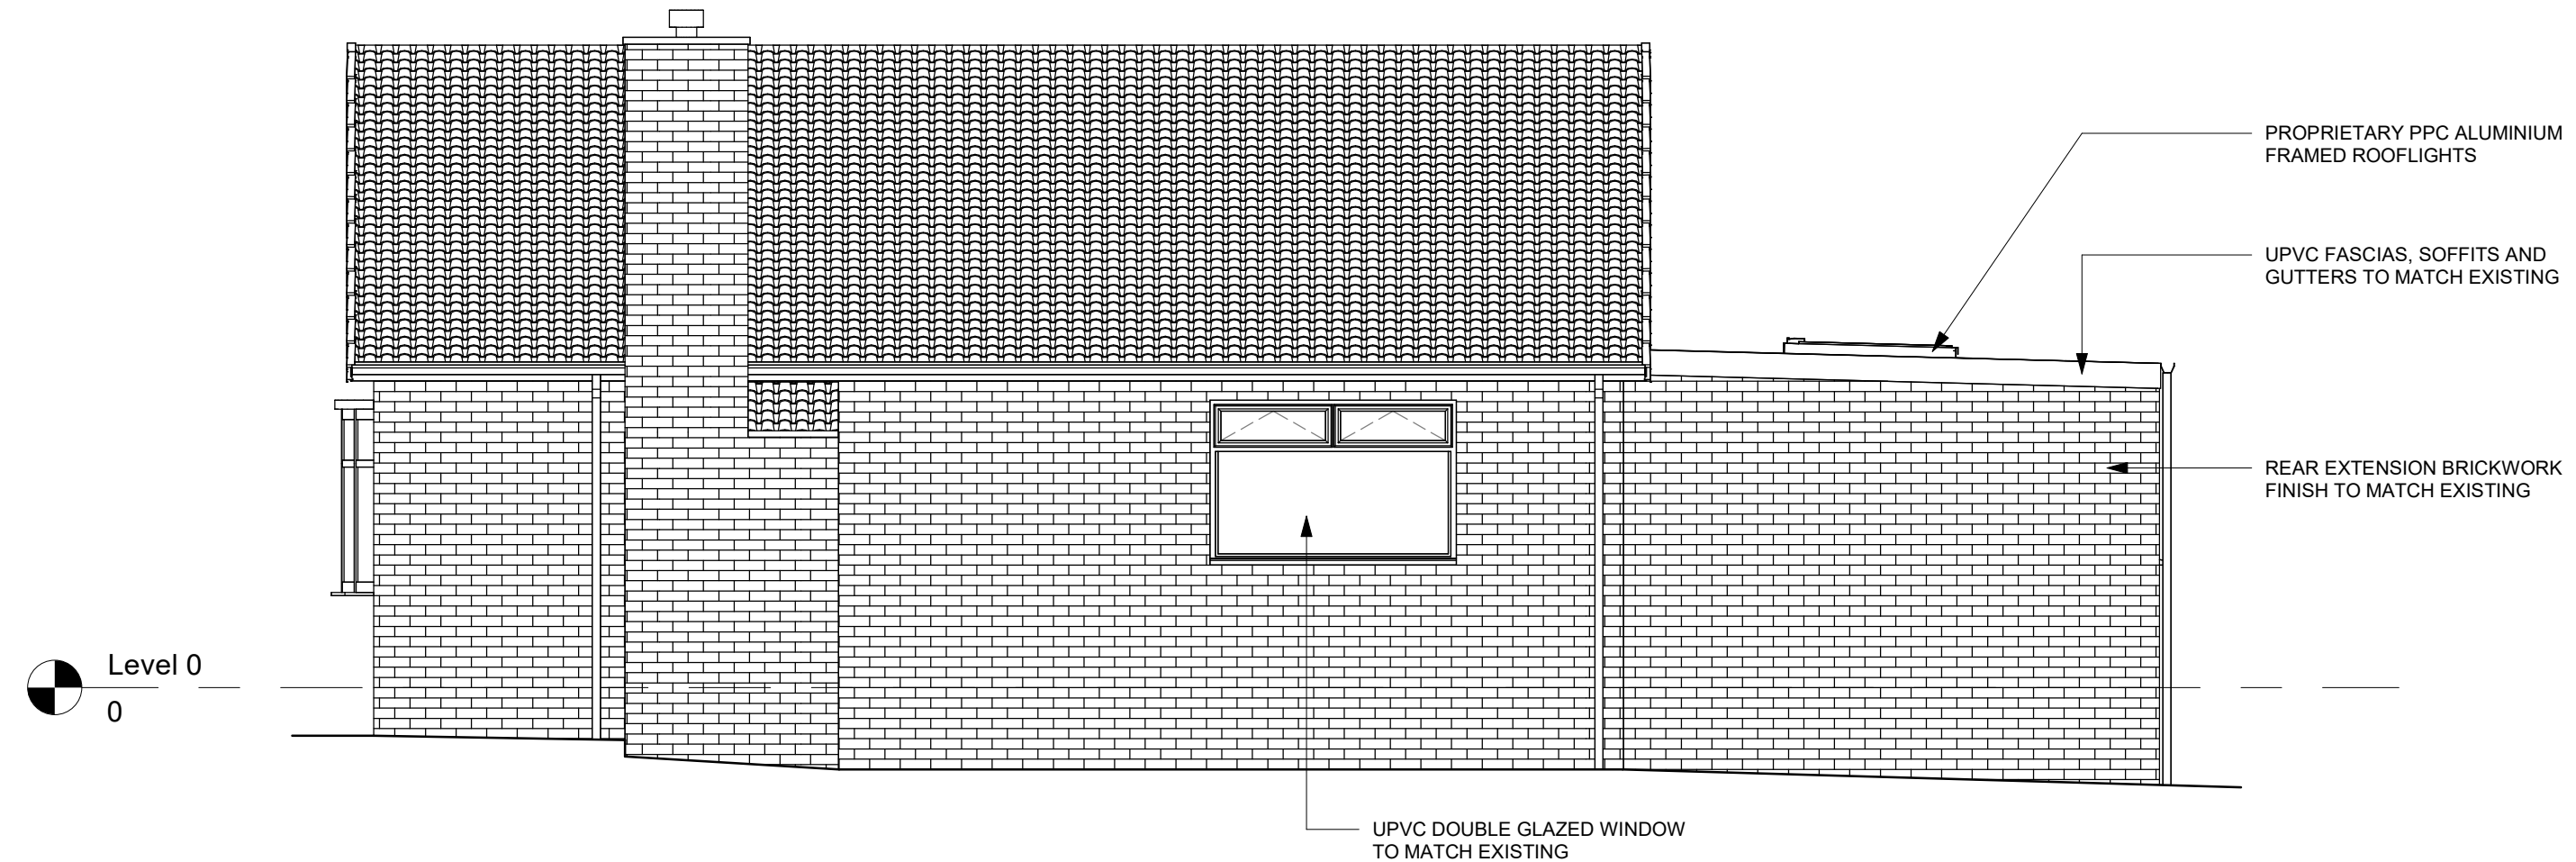 PROPRIETARY PPC ALUMINIUM
FRAMED ROOFLIGHTS
UPVC FASCIAS, SOFFITS AND
GUTTERS TO MATCH EXISTING
REAR EXTENSION BRICKWORK
FINISH TO MATCH EXISTING
Level 0
0
UPVC DOUBLE GLAZED WINDOW
TO MATCH EXISTING